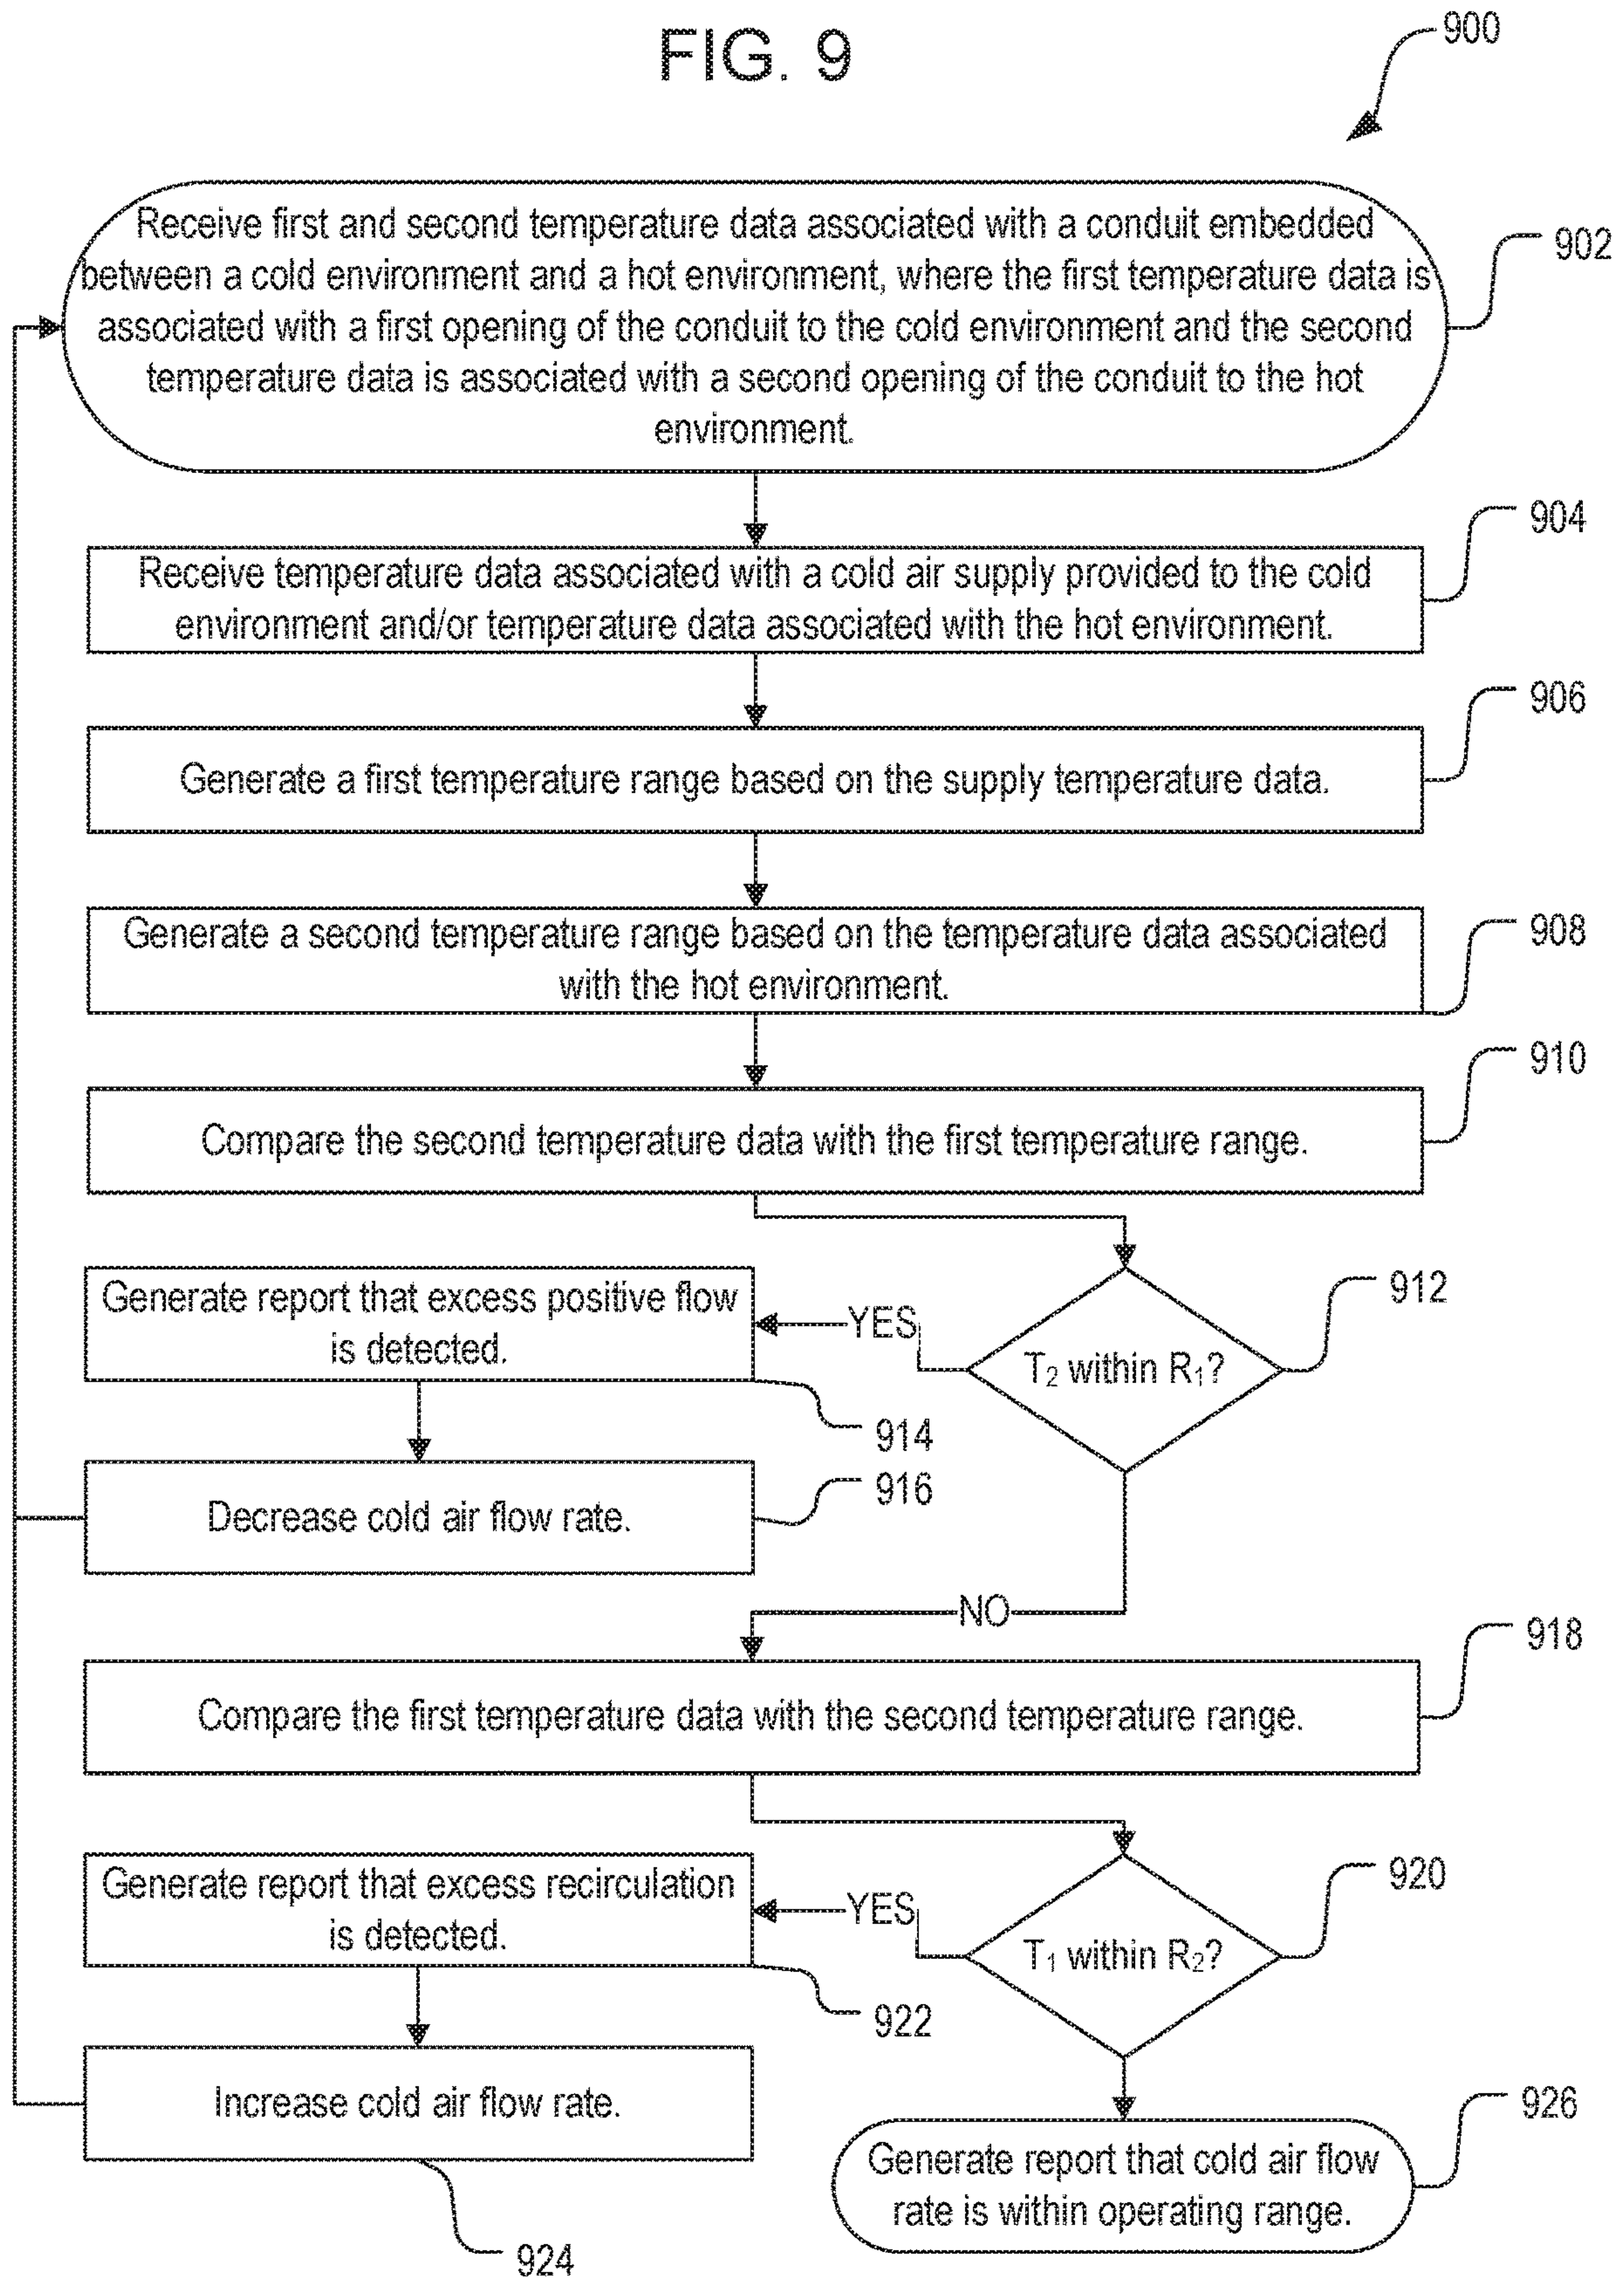 FIG. 9
900
Receive first and second temperature data associated with a conduit embedded
between a cold environment and a hot environment, where the first temperature data is
associated with a first opening of the conduit to the cold environment and the second
temperature data is associated with a second opening of the conduit to the hot
environment.
902
Receive temperature data associated with a cold air supply provided to the cold
environment and/or temperature data associated with the hot environment.
904
Generate a first temperature range based on the supply temperature data.
906
Generate a second temperature range based on the temperature data associated
with the hot environment.
908
Compare the second temperature data with the first temperature range.
910
T₂ within R₁?
912
YES
Generate report that excess positive flow
is detected.
914
Decrease cold air flow rate.
916
NO
Compare the first temperature data with the second temperature range.
918
T₁ within R₂?
920
YES
Generate report that excess recirculation
is detected.
922
Increase cold air flow rate.
924
Generate report that cold air flow
rate is within operating range.
926